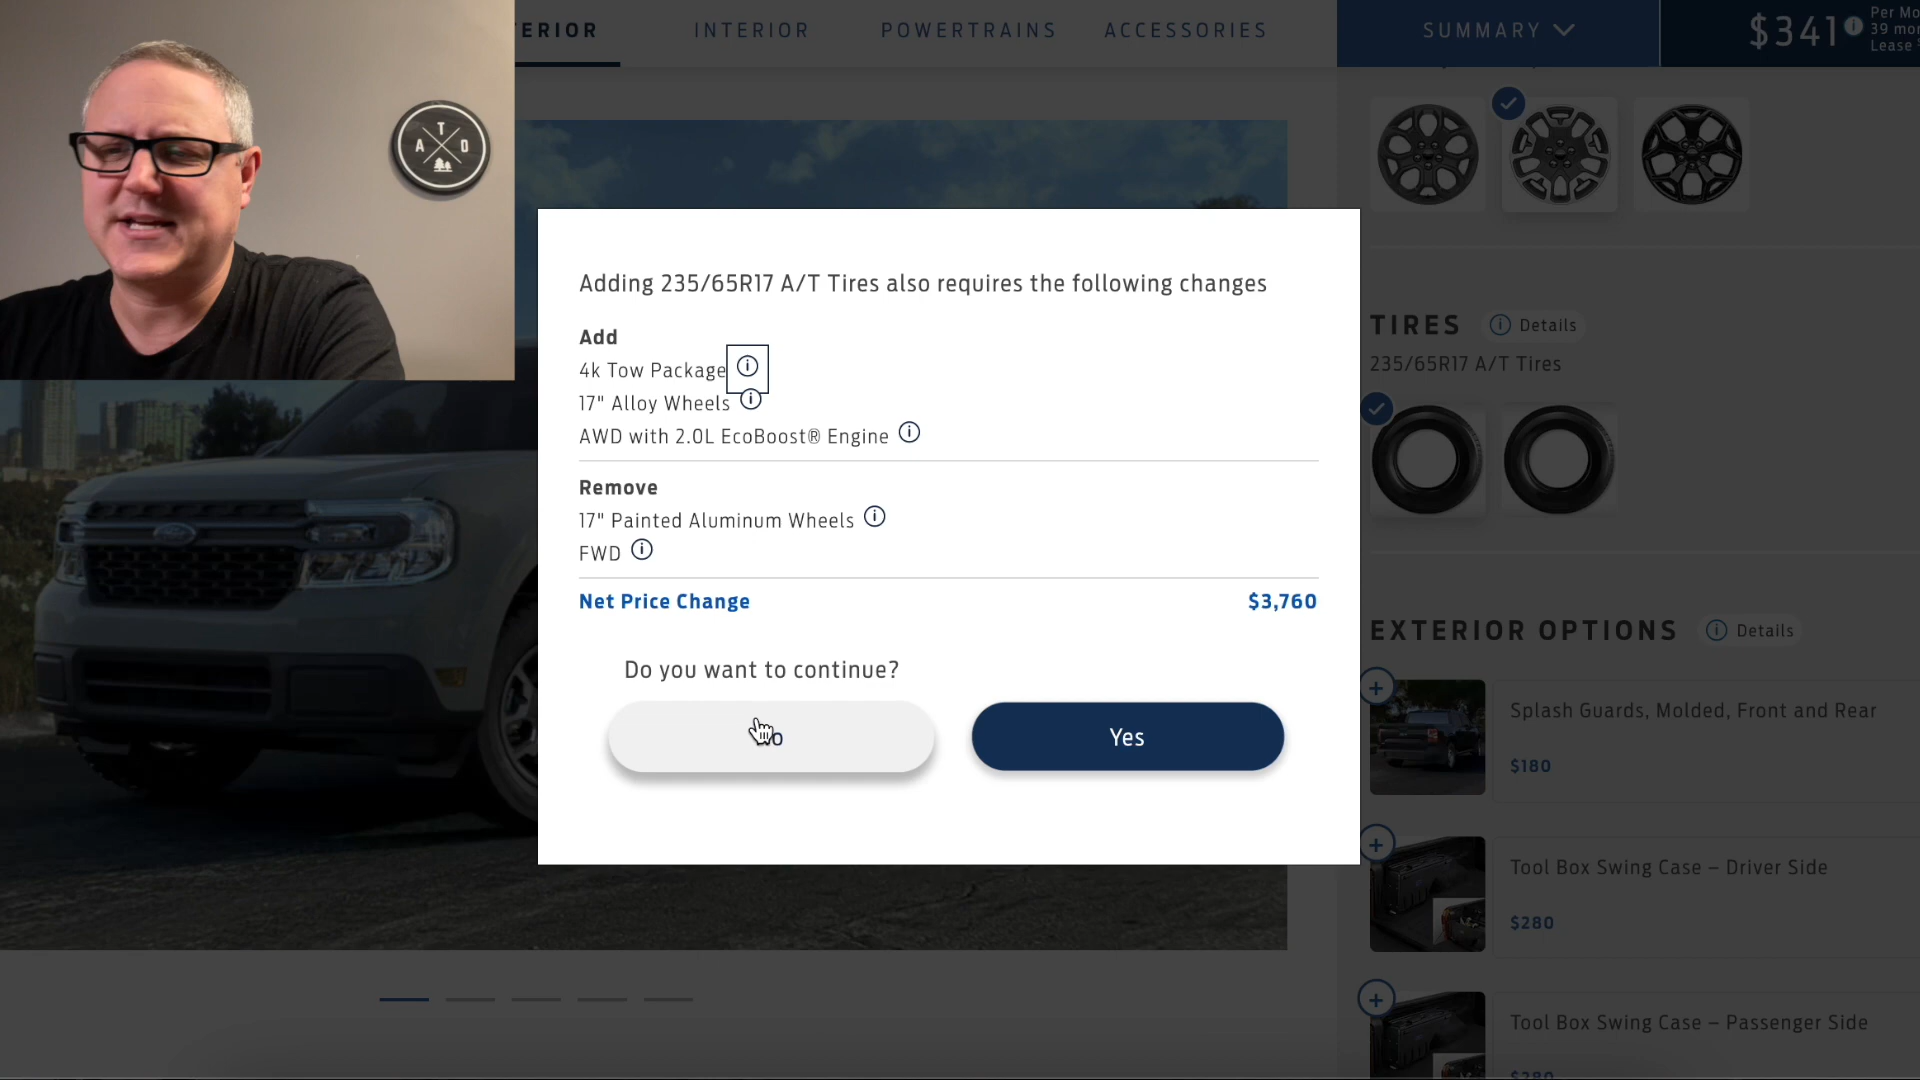 ERIOR
INTERIOR
POWERTRAINS
ACCESSORIES
SUMMARY
$341
Per Mo
39 mon
Lease
T
A O
Adding 235/65R17 A/T Tires also requires the following changes
Add
4k Tow Package
17" Alloy Wheels
AWD with 2.0L EcoBoost® Engine
Remove
17" Painted Aluminum Wheels
FWD
Net Price Change $3,760
Do you want to continue?
Yes
TIRES Details
235/65R17 A/T Tires
EXTERIOR OPTIONS Details
Splash Guards, Molded, Front and Rear
$180
Tool Box Swing Case – Driver Side
$280
Tool Box Swing Case – Passenger Side
$280